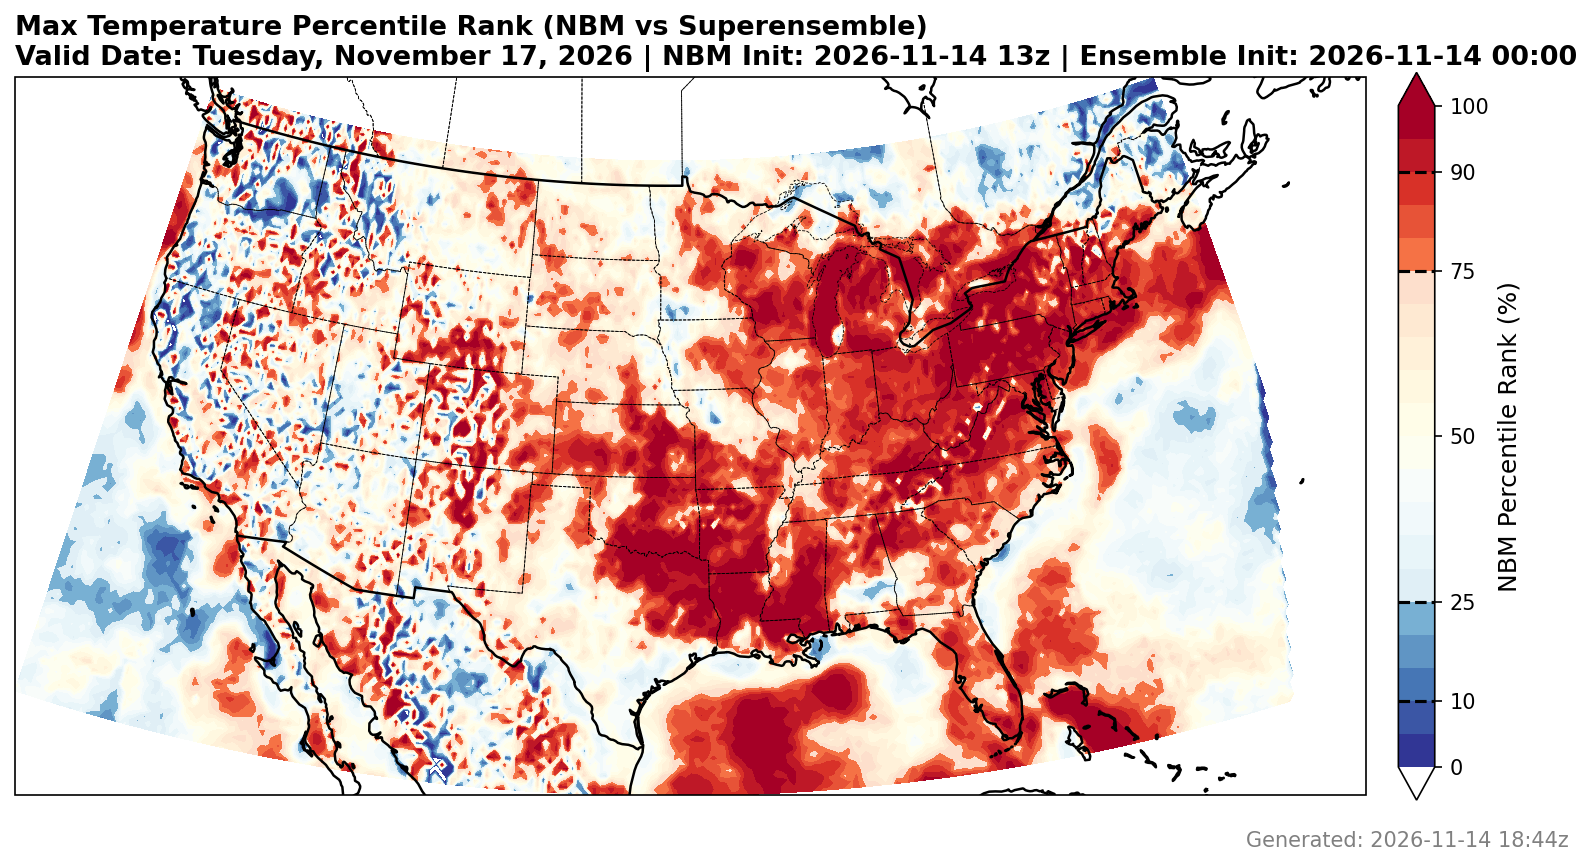 Max Temperature Percentile Rank (NBM vs Superensemble)
Valid Date: Tuesday, November 17, 2026 | NBM Init: 2026-11-14 13z | Ensemble Init: 2026-11-14 00:00
100
90
75
50
25
10
0
NBM Percentile Rank (%)
Generated: 2026-11-14 18:44z